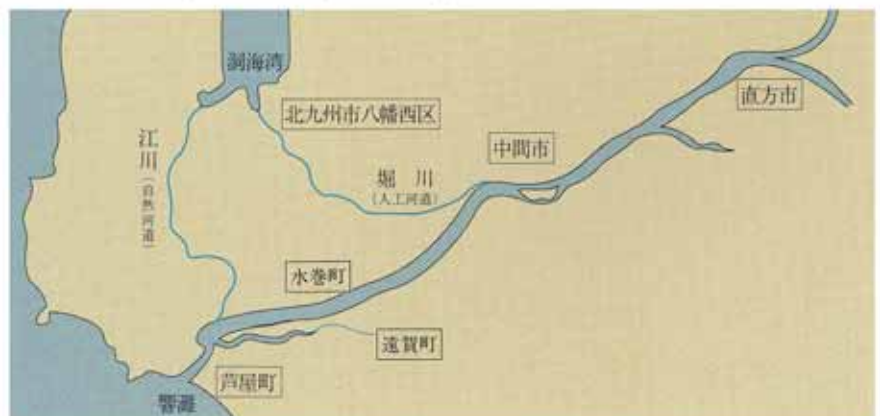 洞海湾
北九州市八幡西区
直方市
中間市
江川
(自然河道)
堀川
(人工河道)
水巻町
遠賀町
芦屋町
響灘